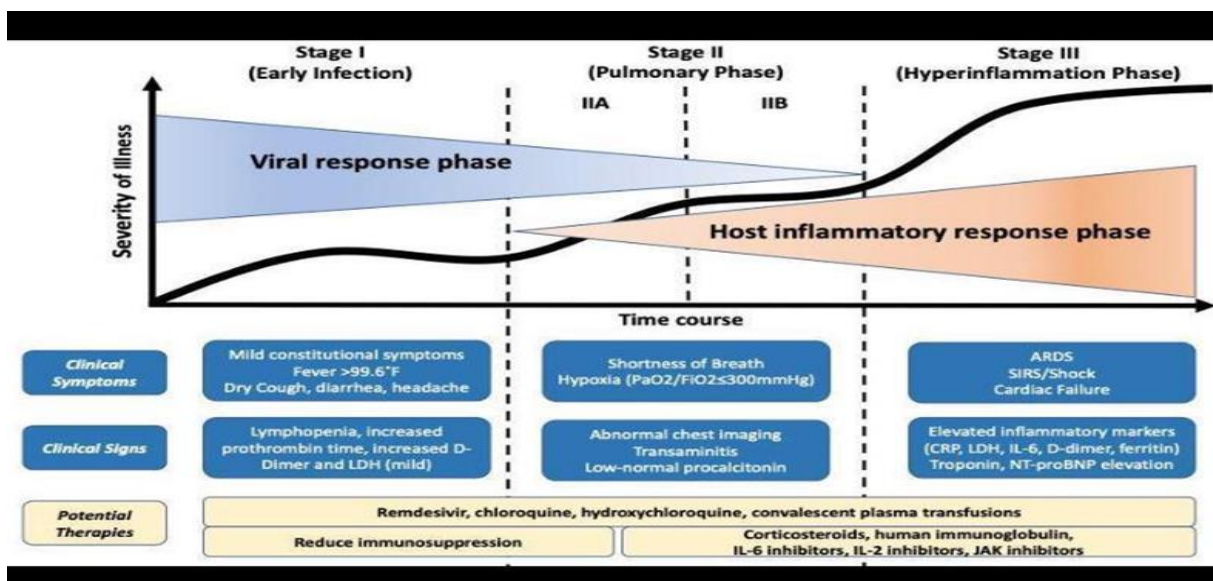 Stage I
(Early Infection)
Stage II
(Pulmonary Phase)
Stage III
(Hyperinflammation Phase)
IIA
IIB
Severity of Illness
Viral response phase
Host inflammatory response phase
Time course
Clinical
Symptoms
Mild constitutional symptoms
Fever >99.6°F
Dry Cough, diarrhea, headache
Shortness of Breath
Hypoxia (PaO2/FiO2≤300mmHg)
ARDS
SIRS/Shock
Cardiac Failure
Clinical Signs
Lymphopenia, increased
prothrombin time, increased D-
Dimer and LDH (mild)
Abnormal chest imaging
Transaminitis
Low-normal procalcitonin
Elevated inflammatory markers
(CRP, LDH, IL-6, D-dimer, ferritin)
Troponin, NT-proBNP elevation
Potential
Therapies
Remdesivir, chloroquine, hydroxychloroquine, convalescent plasma transfusions
Reduce immunosuppression
Corticosteroids, human immunoglobulin,
IL-6 inhibitors, IL-2 inhibitors, JAK inhibitors